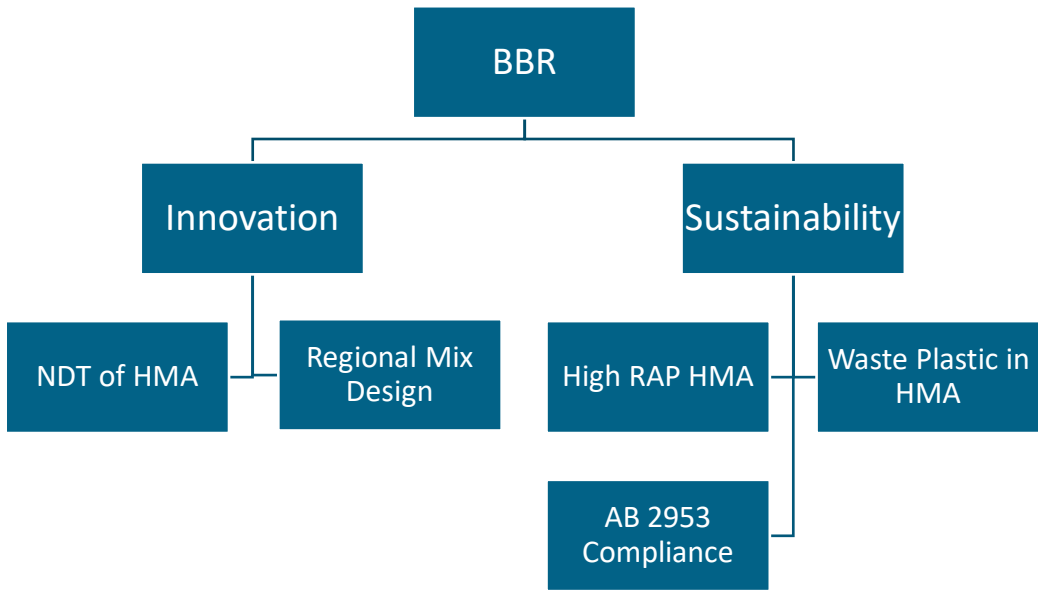 BBR
Innovation
Sustainability
NDT of HMA
Regional Mix
Design
High RAP HMA
Waste Plastic in
HMA
AB 2953
Compliance